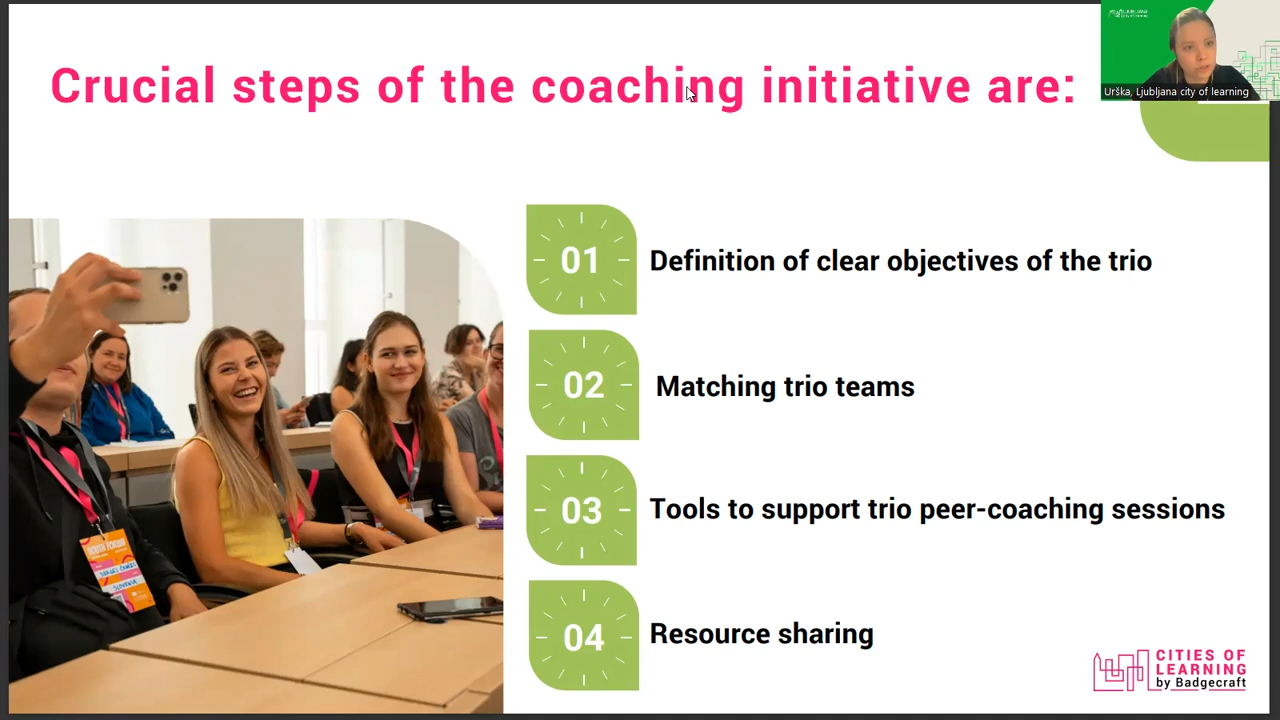 Crucial steps of the coaching initiative are:
Urška, Ljubljana city of learning
01
Definition of clear objectives of the trio
02
Matching trio teams
03
Tools to support trio peer-coaching sessions
04
Resource sharing
SLOVENIA
CITIES OF
LEARNING
by Badgecraft